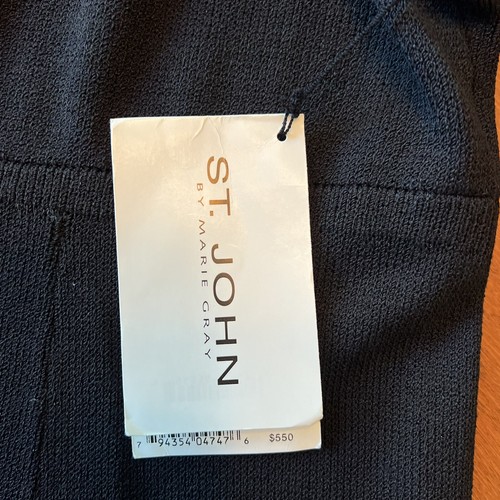 ST. JOHN
BY MARIE GRAY
7 94354 04747 6 $550